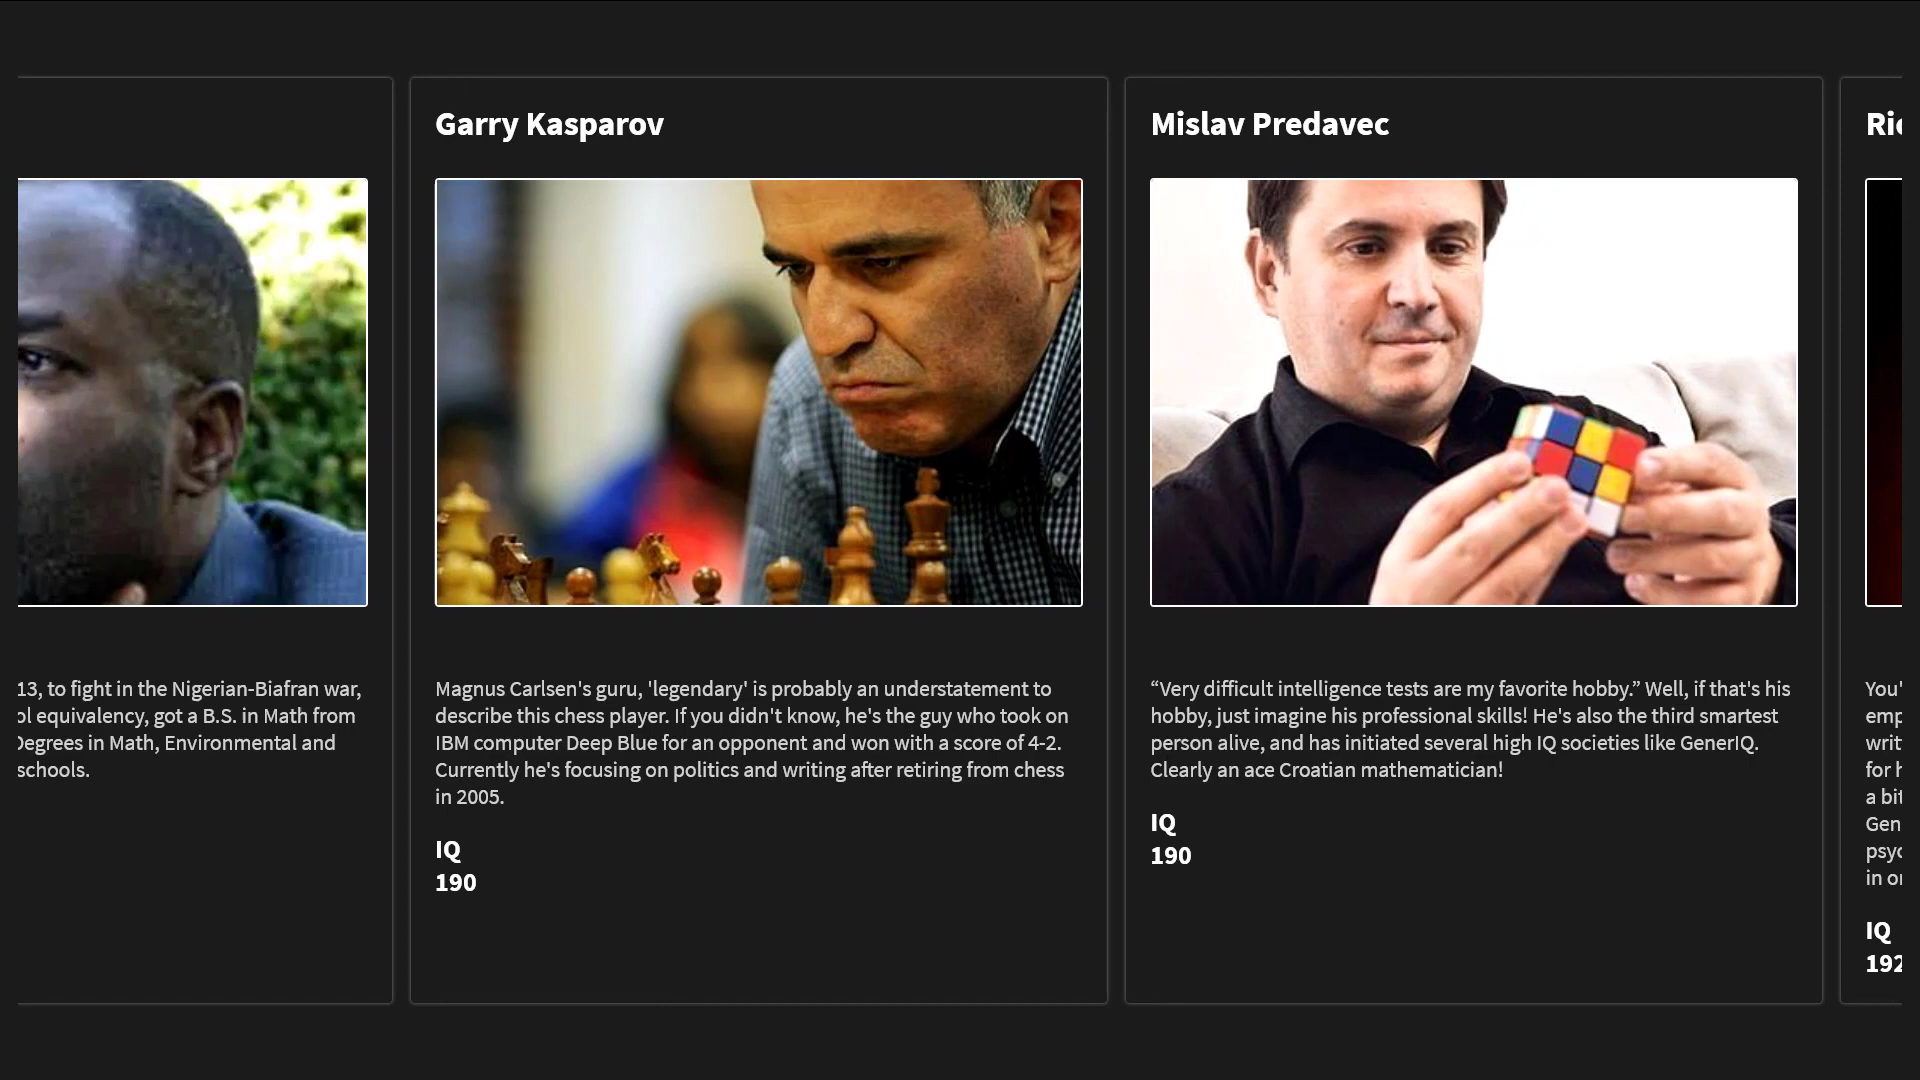 13, to fight in the Nigerian-Biafran war,
equivalency, got a B.S. in Math from
Degrees in Math, Environmental and
schools.
Garry Kasparov
Magnus Carlsen's guru, 'legendary' is probably an understatement to
describe this chess player. If you didn't know, he's the guy who took on
IBM computer Deep Blue for an opponent and won with a score of 4-2.
Currently he's focusing on politics and writing after retiring from chess
in 2005.
IQ
190
Mislav Predavec
“Very difficult intelligence tests are my favorite hobby.” Well, if that's his
hobby, just imagine his professional skills! He's also the third smartest
person alive, and has initiated several high IQ societies like GenerIQ.
Clearly an ace Croatian mathematician!
IQ
190
for
a
in
IQ
192